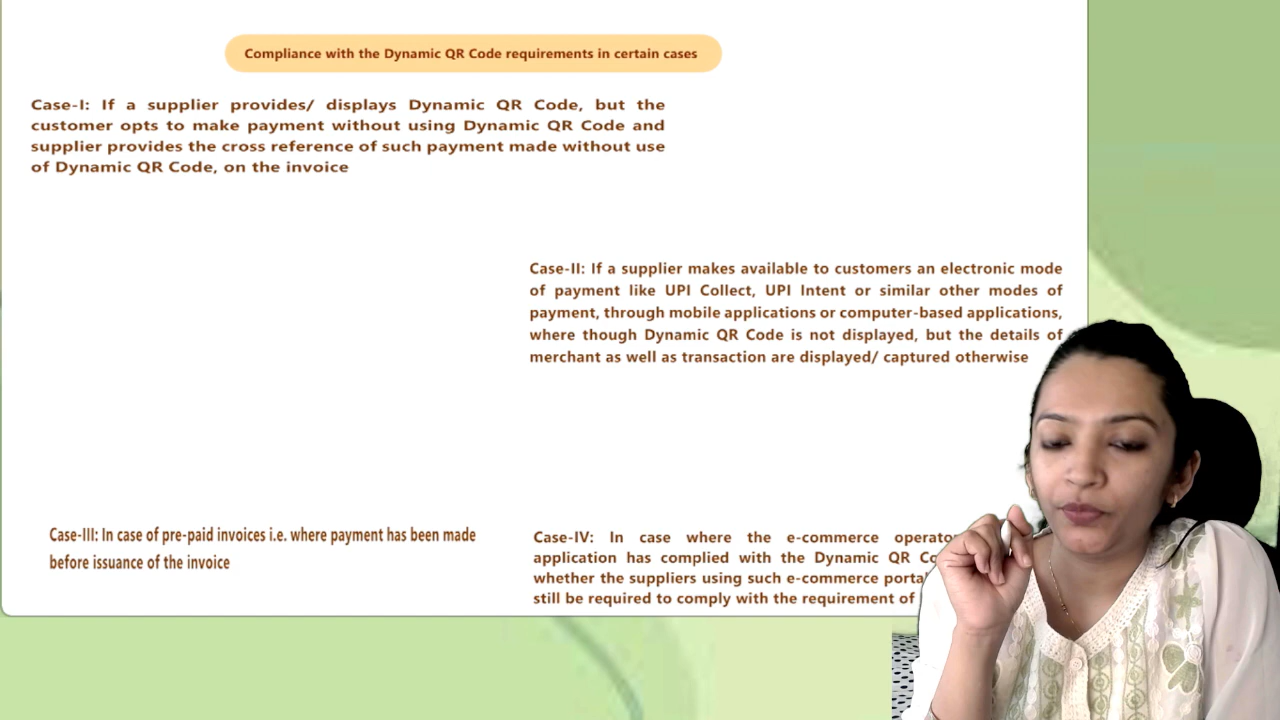 Compliance with the Dynamic QR Code requirements in certain cases
Case-I: If a supplier provides/ displays Dynamic QR Code, but the
customer opts to make payment without using Dynamic QR Code and
supplier provides the cross reference of such payment made without use
of Dynamic QR Code, on the invoice
Case-II: If a supplier makes available to customers an electronic mode
of payment like UPI Collect, UPI Intent or similar other modes of
payment, through mobile applications or computer-based applications,
where though Dynamic QR Code is not displayed, but the details of
merchant as well as transaction are displayed/ captured otherwise
Case-III: In case of pre-paid invoices i.e. where payment has been made
before issuance of the invoice
Case-IV: In case where the e-commerce
application has complied with the Dynamic QR
whether the suppliers using such e-commerce
still be required to comply with the requirement of